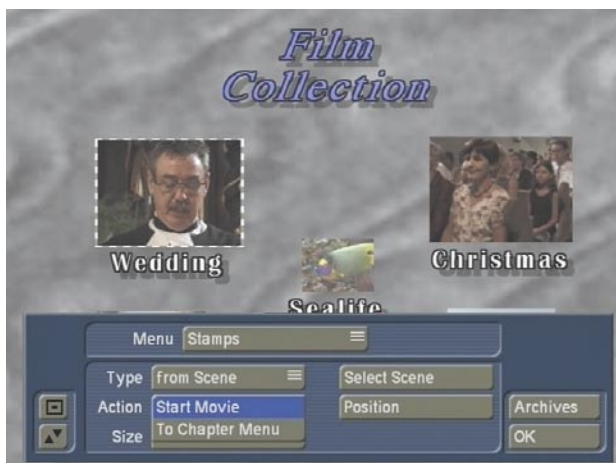 Film
Collection
Wedding
Christmas
Sealife
Menu Stamps
Type from Scene Select Scene
Action Start Movie Position Archives
Size To Chapter Menu OK